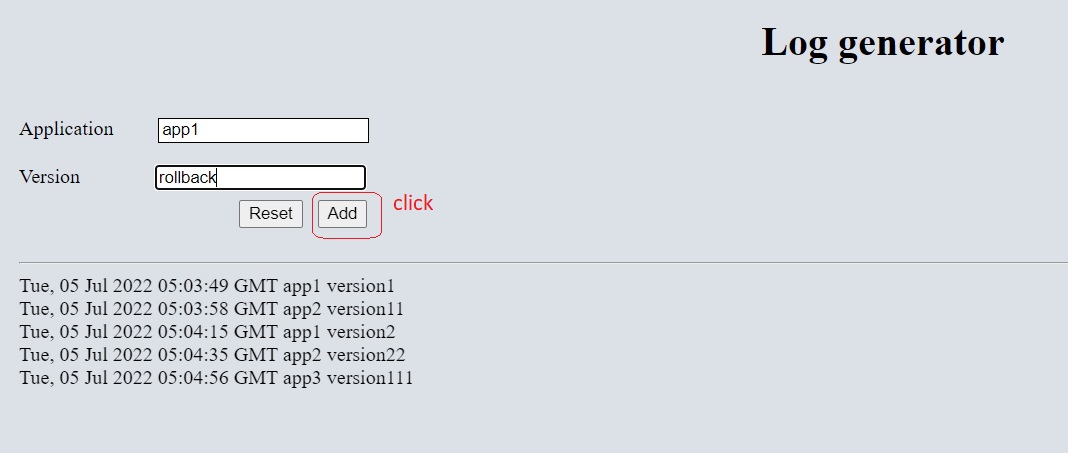 Log generator
Application app1
Version rollback
Reset Add click
Tue, 05 Jul 2022 05:03:49 GMT app1 version1
Tue, 05 Jul 2022 05:03:58 GMT app2 version11
Tue, 05 Jul 2022 05:04:15 GMT app1 version2
Tue, 05 Jul 2022 05:04:35 GMT app2 version22
Tue, 05 Jul 2022 05:04:56 GMT app3 version111